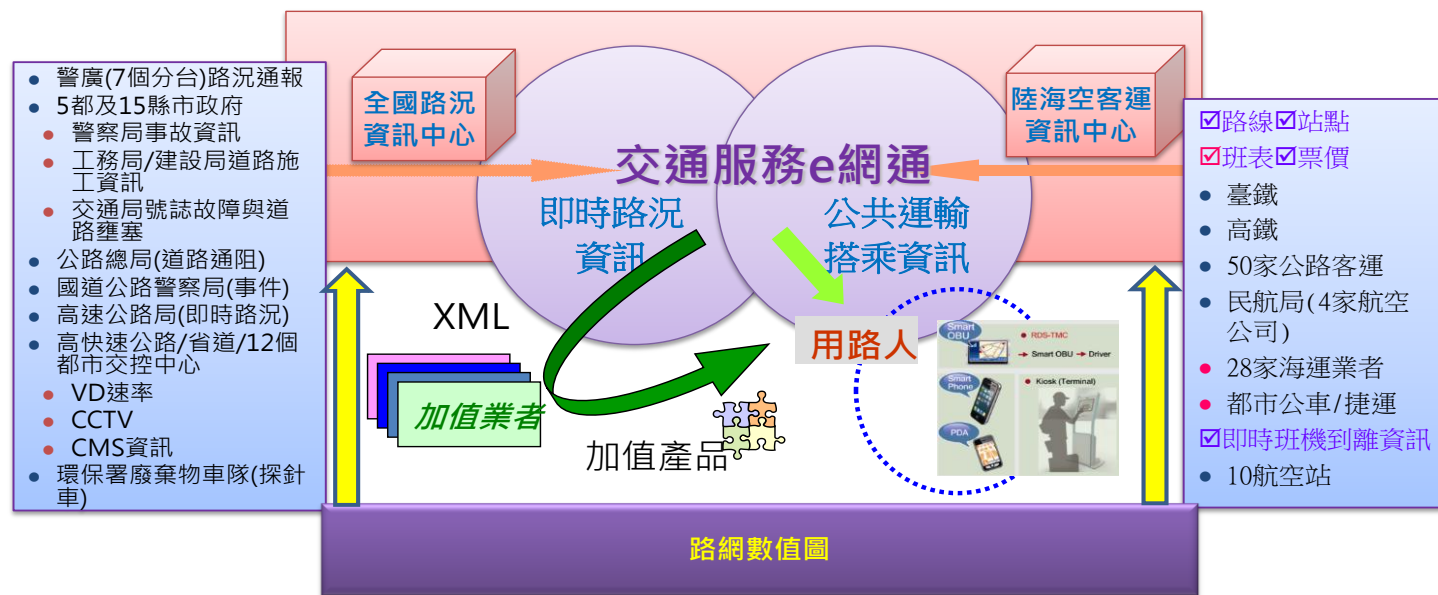 警廣(7個分台)路況通報
5都及15縣市政府
警察局事故資訊
工務局/建設局道路施
工資訊
交通局號誌故障與道
路壅塞
公路總局(道路通阻)
國道公路警察局(事件)
高速公路局(即時路況)
高快速公路/省道/12個
都市交控中心
VD速率
CCTV
CMS資訊
環保署廢棄物車隊(探針
車)
全國路況
資訊中心
陸海空客運
資訊中心
交通服務e網通
即時路況
資訊
公共運輸
搭乘資訊
XML
加值業者
加值產品
用路人
Smart
OBU
RDS-TMC
Smart OBU → Driver
Smart
Phone
Kiosk (Terminal)
PDA
☑路線☑站點
☑班表☑票價
臺鐵
高鐵
50家公路客運
民航局(4家航空
公司)
28家海運業者
都市公車/捷運
☑即時班機到離資訊
10航空站
路網數值圖